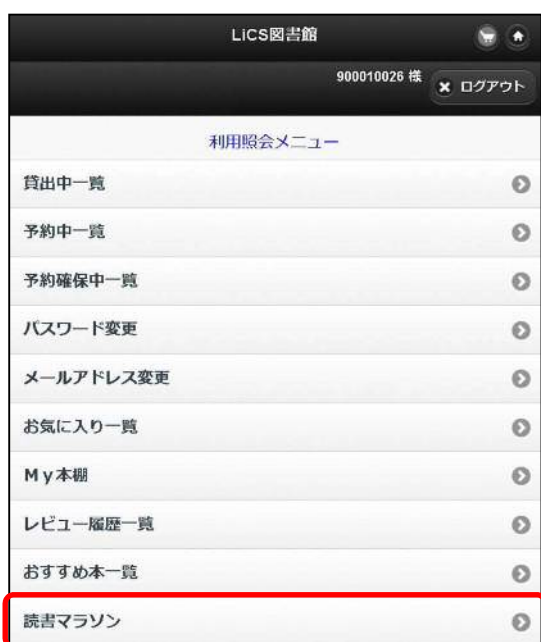 LiCS図書館
900010026 様
ログアウト
利用照会メニュー
貸出中一覧
予約中一覧
予約確保中一覧
パスワード変更
メールアドレス変更
お気に入り一覧
Ｍｙ本棚
レビュー履歴一覧
おすすめ本一覧
読書マラソン